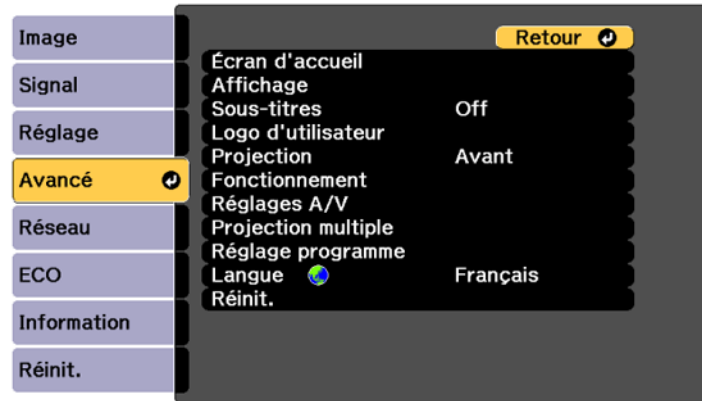 Image
Signal
Réglage
Avancé
Réseau
ECO
Information
Réinit.
Retour
Écran d'accueil
Affichage
Sous-titres Off
Logo d'utilisateur
Projection Avant
Fonctionnement
Réglages A/V
Projection multiple
Réglage programme
Langue Français
Réinit.